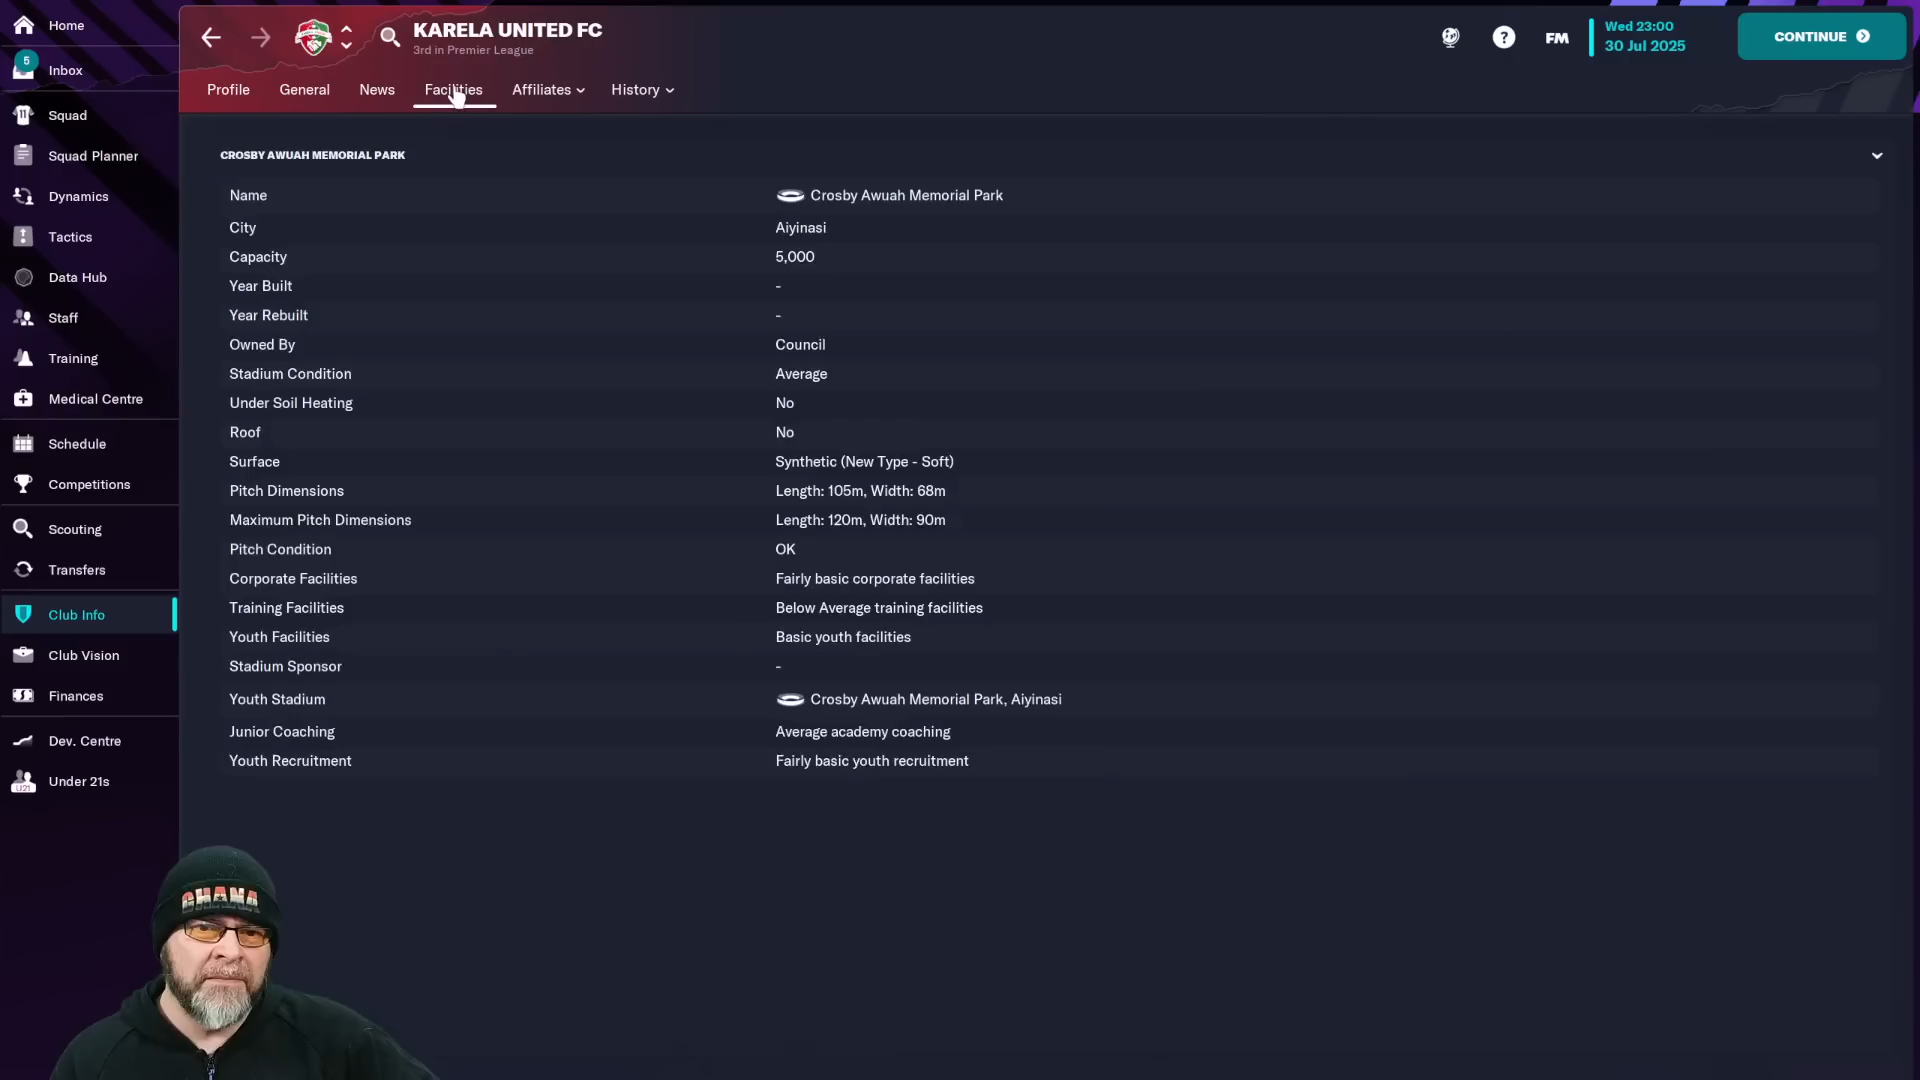 Home
5
Inbox
Squad
Squad Planner
Dynamics
Tactics
Data Hub
Staff
Training
Medical Centre
Schedule
Competitions
Scouting
Transfers
Club Info
Club Vision
Finances
Dev. Centre
U21
Under 21s
KARELA UNITED FC
3rd in Premier League
?
FM
Wed 23:00
30 Jul 2025
CONTINUE
Profile General News Facilities Affiliates History
CROSBY AWUAH MEMORIAL PARK
Name Crosby Awuah Memorial Park
City Aiyinasi
Capacity 5,000
Year Built -
Year Rebuilt -
Owned By Council
Stadium Condition Average
Under Soil Heating No
Roof No
Surface Synthetic (New Type - Soft)
Pitch Dimensions Length: 105m, Width: 68m
Maximum Pitch Dimensions Length: 120m, Width: 90m
Pitch Condition OK
Corporate Facilities Fairly basic corporate facilities
Training Facilities Below Average training facilities
Youth Facilities Basic youth facilities
Stadium Sponsor -
Youth Stadium Crosby Awuah Memorial Park, Aiyinasi
Junior Coaching Average academy coaching
Youth Recruitment Fairly basic youth recruitment
GHANA